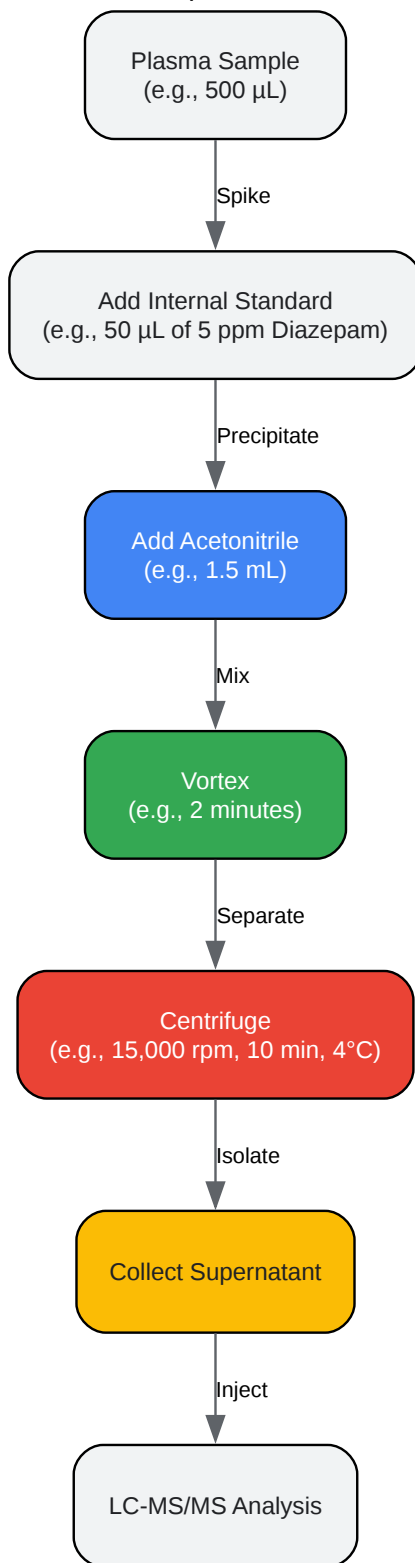 Plasma Sample
(e.g., 500 µL)
Spike
Add Internal Standard
(e.g., 50 µL of 5 ppm Diazepam)
Precipitate
Add Acetonitrile
(e.g., 1.5 mL)
Mix
Vortex
(e.g., 2 minutes)
Separate
Centrifuge
(e.g., 15,000 rpm, 10 min, 4°C)
Isolate
Collect Supernatant
Inject
LC-MS/MS Analysis